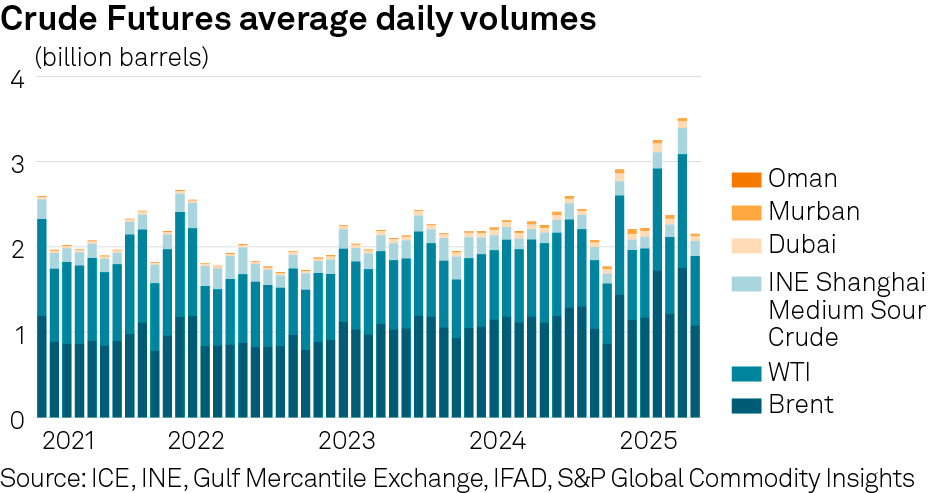 Crude Futures average daily volumes
(billion barrels)
4
3
2
1
0
2021 2022 2023 2024 2025
Oman
Murban
Dubai
INE Shanghai
Medium Sour
Crude
WTI
Brent
Source: ICE, INE, Gulf Mercantile Exchange, IFAD, S&P Global Commodity Insights